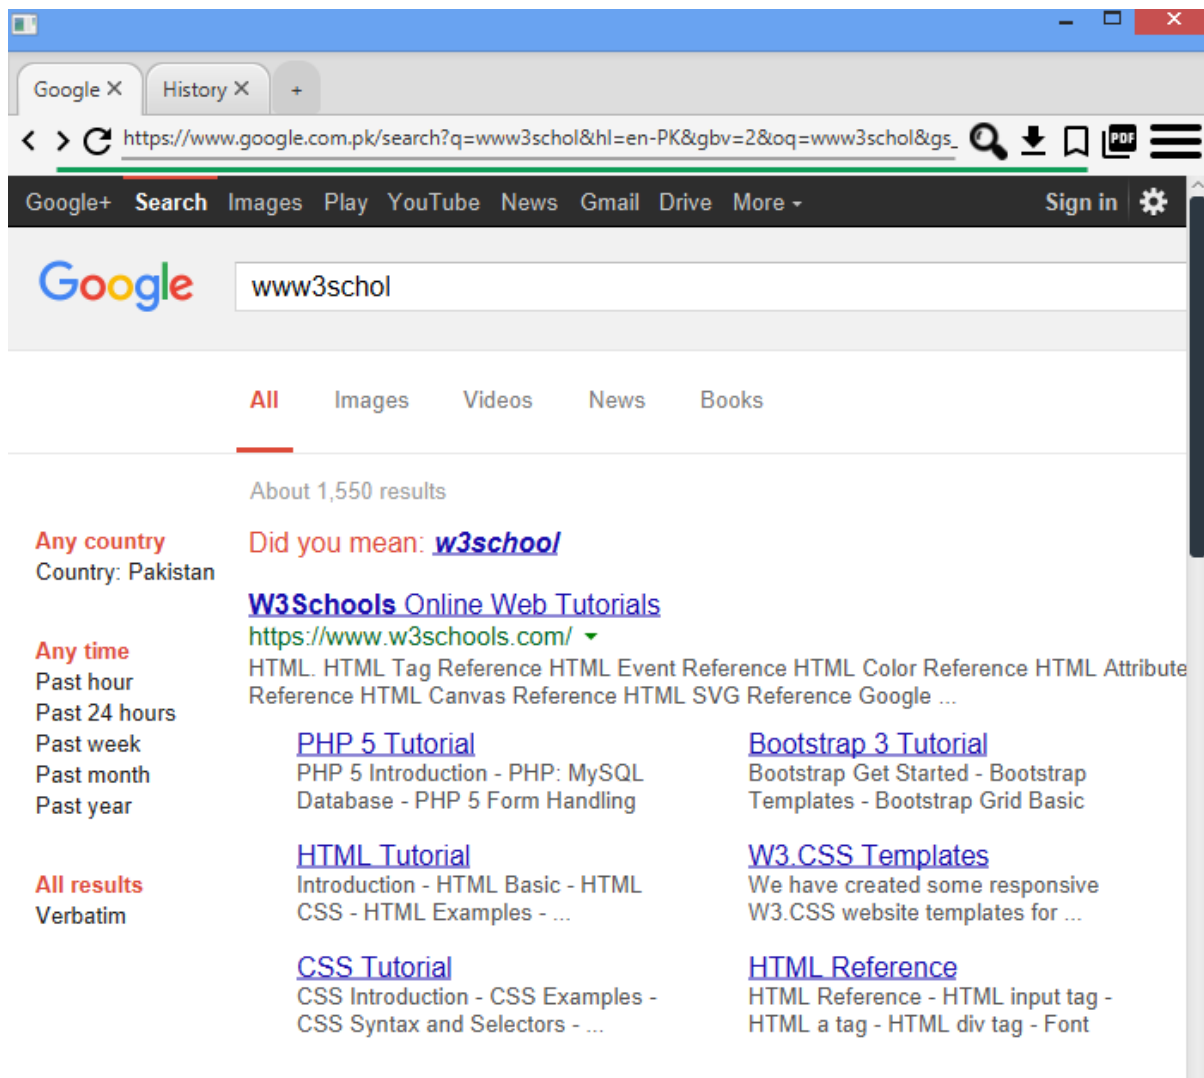 Google History +
https://www.google.com.pk/search?q=www3schol&hl=en-PK&gbv=2&oq=www3schol&gs_ PDF
Google+ Search Images Play YouTube News Gmail Drive More Sign in
Google www3schol
All Images Videos News Books
About 1,550 results
Any country
Country: Pakistan
Any time
Past hour
Past 24 hours
Past week
Past month
Past year
All results
Verbatim
Did you mean: w3school
W3Schools Online Web Tutorials
https://www.w3schools.com/
HTML. HTML Tag Reference HTML Event Reference HTML Color Reference HTML Attribute
Reference HTML Canvas Reference HTML SVG Reference Google ...
PHP 5 Tutorial
PHP 5 Introduction - PHP: MySQL
Database - PHP 5 Form Handling
Bootstrap 3 Tutorial
Bootstrap Get Started - Bootstrap
Templates - Bootstrap Grid Basic
HTML Tutorial
Introduction - HTML Basic - HTML
CSS - HTML Examples - ...
W3.CSS Templates
We have created some responsive
W3.CSS website templates for ...
CSS Tutorial
CSS Introduction - CSS Examples -
CSS Syntax and Selectors - ...
HTML Reference
HTML Reference - HTML input tag -
HTML a tag - HTML div tag - Font